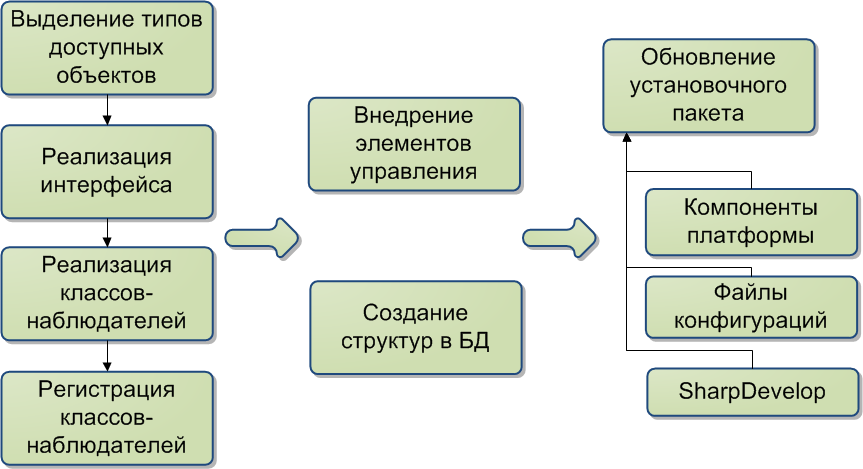 Выделение типов
доступных
объектов
Реализация
интерфейса
Реализация
классов-
наблюдателей
Регистрация
классов-
наблюдателей
Внедрение
элементов
управления
Создание
структур в БД
Обновление
установочного
пакета
Компоненты
платформы
Файлы
конфигураций
SharpDevelop